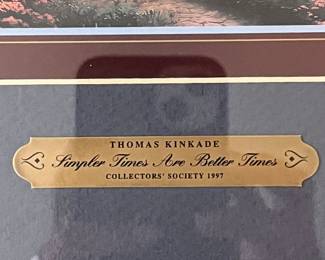 THOMAS KINKADE
Simpler Times Are Better Times
COLLECTORS' SOCIETY 1997